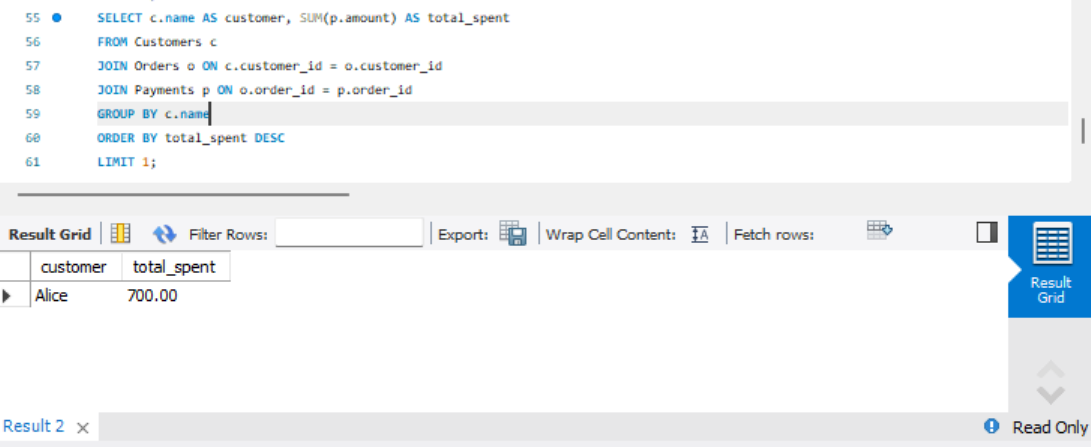 55 SELECT c.name AS customer, SUM(p.amount) AS total_spent
56 FROM Customers c
57 JOIN Orders o ON c.customer_id = o.customer_id
58 JOIN Payments p ON o.order_id = p.order_id
59 GROUP BY c.name
60 ORDER BY total_spent DESC
61 LIMIT 1;
Result Grid Filter Rows: Export: Wrap Cell Content: IA Fetch rows:
customer total_spent
Alice 700.00
Result
Grid
Result 2 Read Only